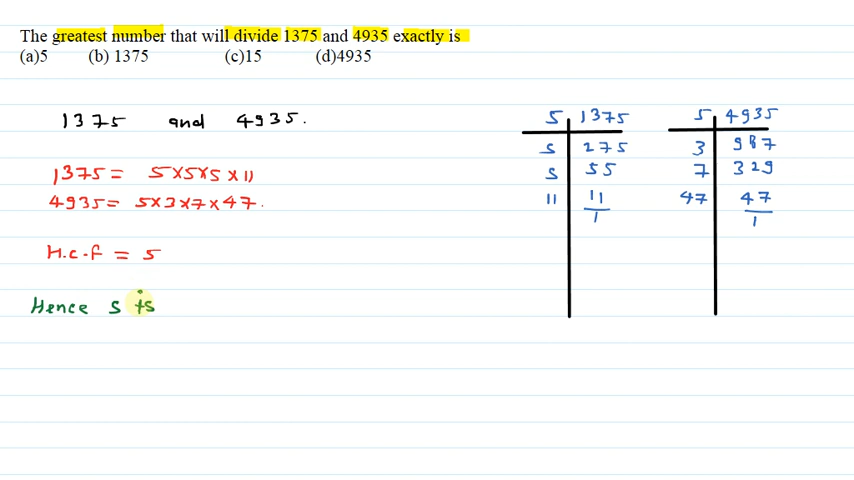 The greatest number that will divide 1375 and 4935 exactly is
(a)5 (b) 1375 (c)15 (d)4935
1375 and 4935.
1375 = 5×5×5×11
4935 = 5×3×7×47.
H.C.F = 5
Hence 5 is
5 1375
5 275
5 55
11 11
1
5 4935
3 987
7 329
47 47
1